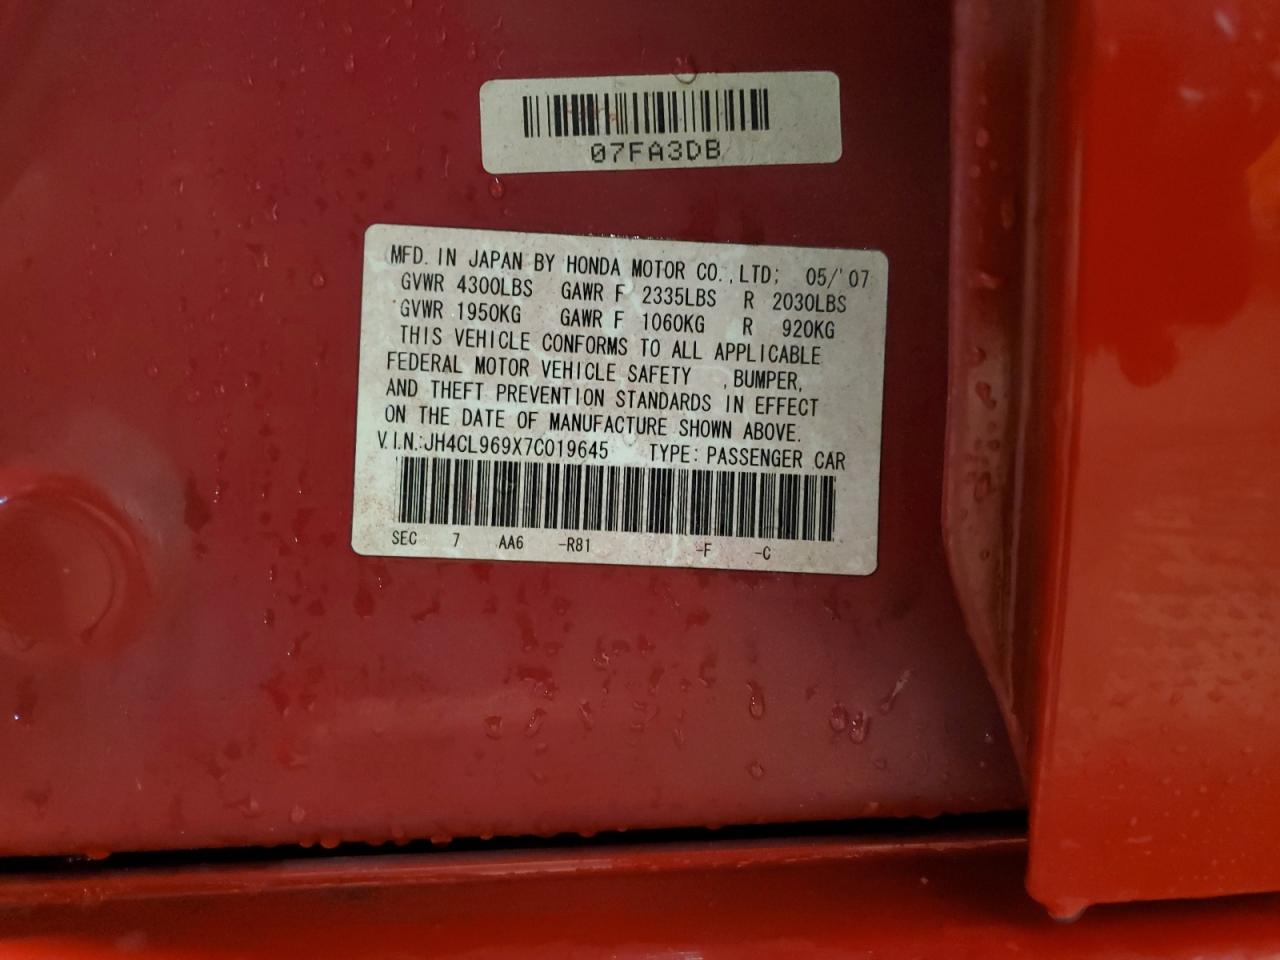 07FA3DB
MFD. IN JAPAN BY HONDA MOTOR CO.,LTD; 05/'07
GVWR 4300LBS GAWR F 2335LBS R 2030LBS
GVWR 1950KG GAWR F 1060KG R 920KG
THIS VEHICLE CONFORMS TO ALL APPLICABLE
FEDERAL MOTOR VEHICLE SAFETY ,BUMPER,
AND THEFT PREVENTION STANDARDS IN EFFECT
ON THE DATE OF MANUFACTURE SHOWN ABOVE.
V.I.N.:JH4CL969X7C019645 TYPE: PASSENGER CAR
SEC 7 AA6 -R81 -F -C